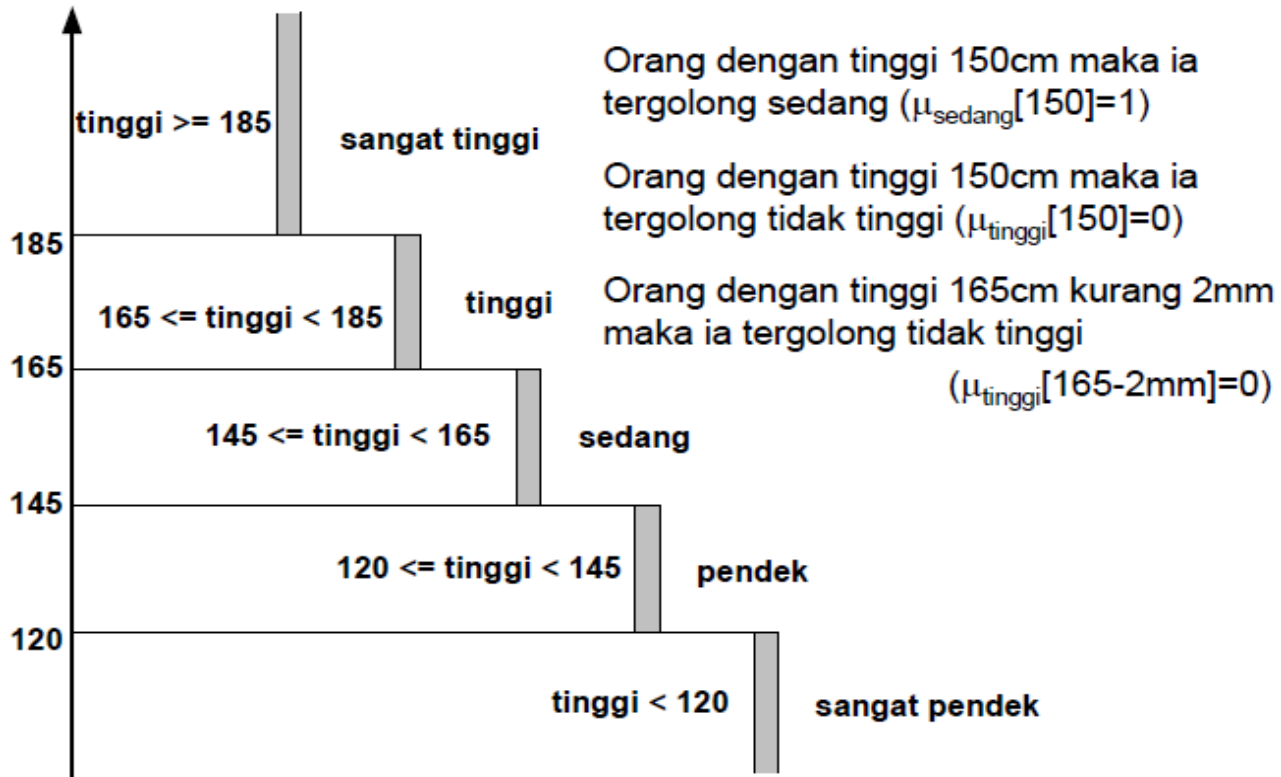 tinggi >= 185
sangat tinggi
185
165 <= tinggi < 185
tinggi
165
145 <= tinggi < 165
sedang
145
120 <= tinggi < 145
pendek
120
tinggi < 120
sangat pendek
Orang dengan tinggi 150cm maka ia
tergolong sedang (μsedang[150]=1)
Orang dengan tinggi 150cm maka ia
tergolong tidak tinggi (μtinggi[150]=0)
Orang dengan tinggi 165cm kurang 2mm
maka ia tergolong tidak tinggi
(μtinggi[165-2mm]=0)